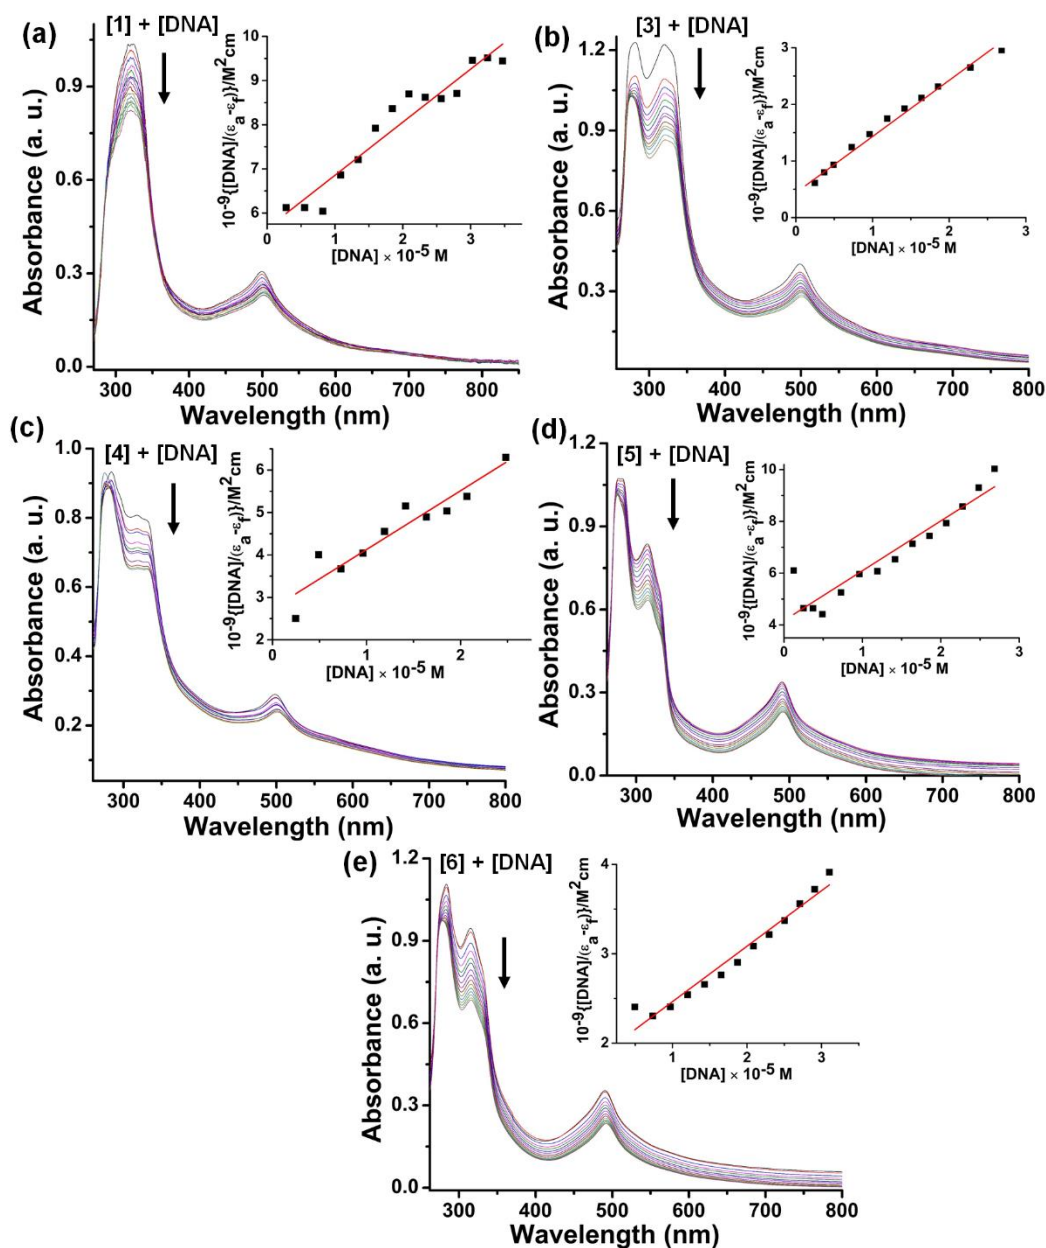 (a)
[1] + [DNA]
Absorbance (a. u.)
0.9
0.6
0.3
0.0
300 400 500 600 700 800
Wavelength (nm)
10⁻⁹{[DNA]/(εₐ-ε_f)}/M²cm
10
9
8
7
6
0 1 2 3
[DNA] × 10⁻⁵ M
(b)
[3] + [DNA]
Absorbance (a. u.)
1.2
0.9
0.6
0.3
300 400 500 600 700 800
Wavelength (nm)
10⁻⁹{[DNA]/(εₐ-ε_f)}/M²cm
3
2
1
0
0 1 2 3
[DNA] × 10⁻⁵ M
(c)
[4] + [DNA]
Absorbance (a. u.)
1.0
0.8
0.6
0.4
0.2
300 400 500 600 700 800
Wavelength (nm)
10⁻⁹{[DNA]/(εₐ-ε_f)}/M²cm
6
5
4
3
2
0 1 2
[DNA] × 10⁻⁵ M
(d)
[5] + [DNA]
Absorbance (a. u.)
1.2
0.9
0.6
0.3
0.0
300 400 500 600 700 800
Wavelength (nm)
10⁻⁹{[DNA]/(εₐ-ε_f)}/M²cm
10
8
6
4
0 1 2 3
[DNA] × 10⁻⁵ M
(e)
[6] + [DNA]
Absorbance (a. u.)
1.2
0.9
0.6
0.3
0.0
300 400 500 600 700 800
Wavelength (nm)
10⁻⁹{[DNA]/(εₐ-ε_f)}/M²cm
4
3
2
1 2 3
[DNA] × 10⁻⁵ M